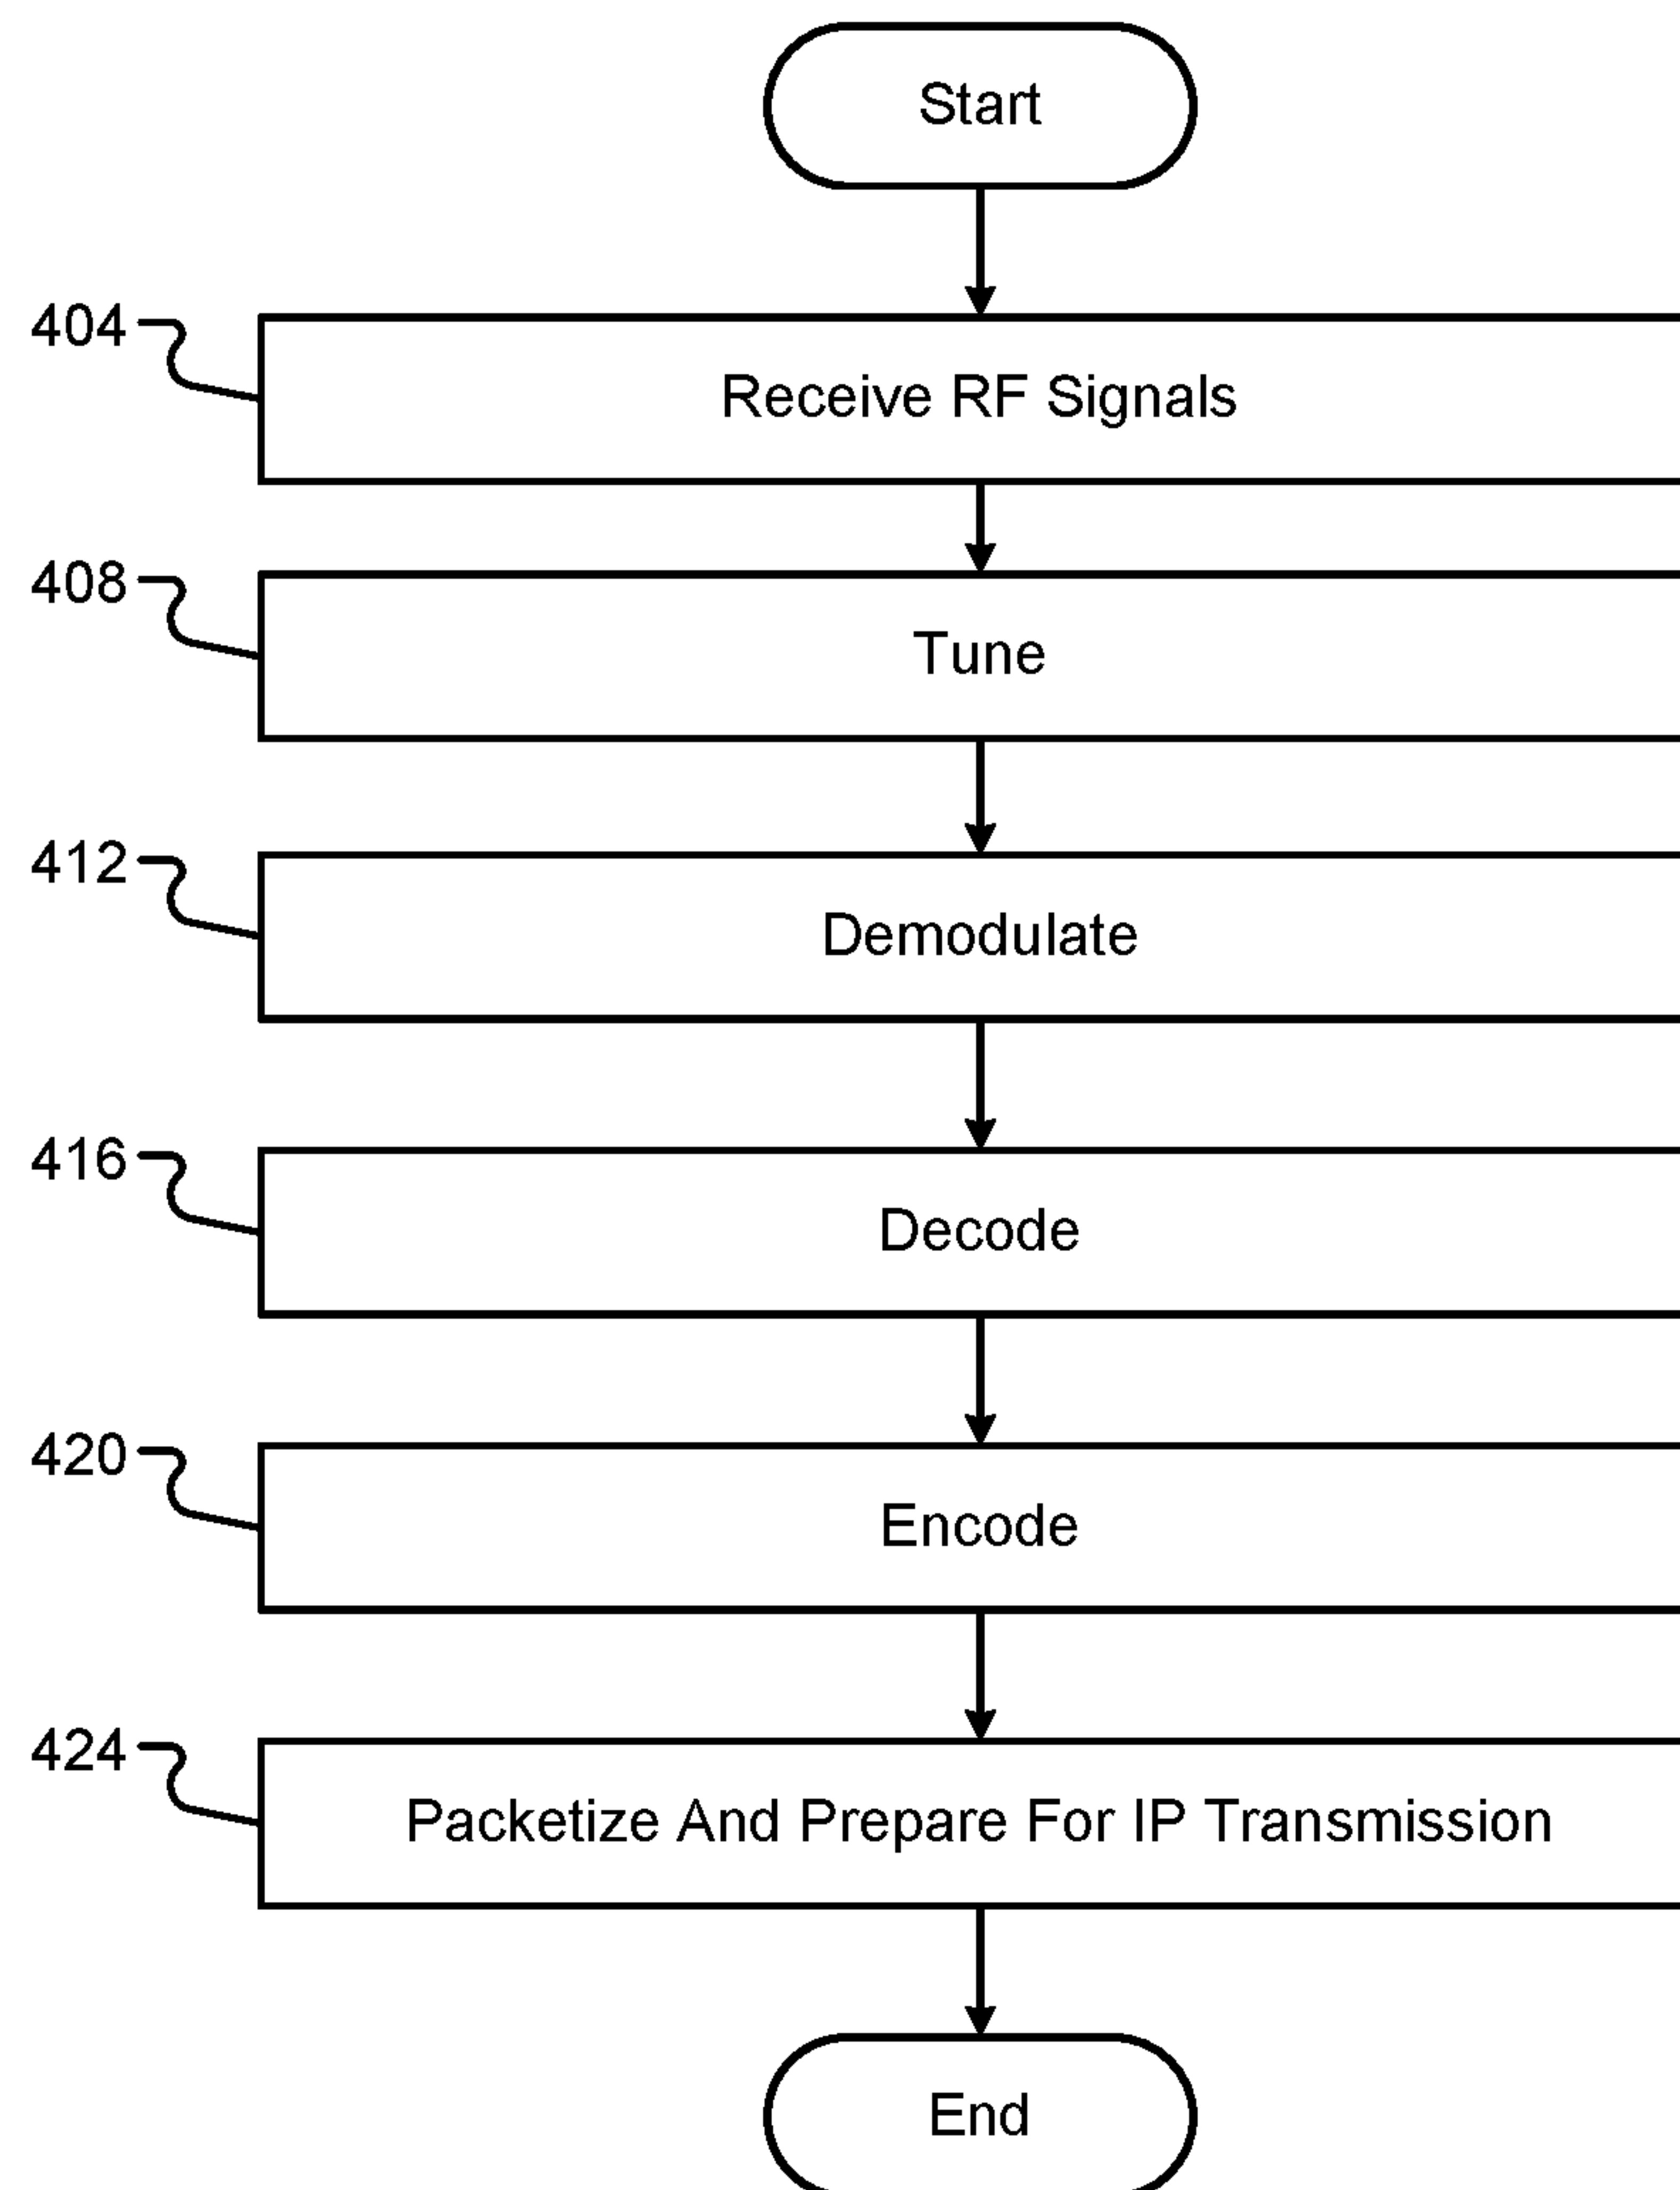 Start
404
Receive RF Signals
408
Tune
412
Demodulate
416
Decode
420
Encode
424
Packetize And Prepare For IP Transmission
End